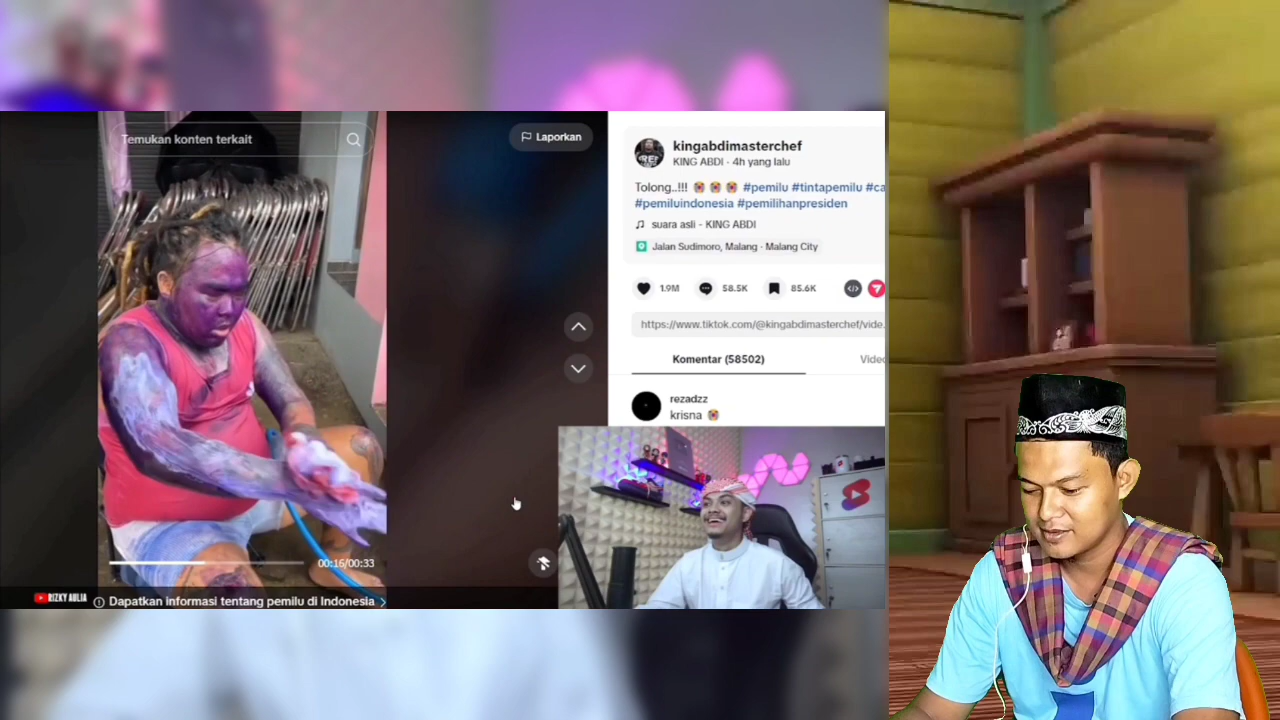 Temukan konten terkait
Laporkan
kingabdimasterchef
KING ABDI · 4h yang lalu
Tolong..!!! #pemilu #tintapemilu #ca
#pemiluindonesia #pemilihanpresiden
suara asli - KING ABDI
Jalan Sudimoro, Malang · Malang City
1.9M
58.5K
85.6K
https://www.tiktok.com/@kingabdimasterchef/vide.
Komentar (58502)
Video
rezadzz
krisna
00:16/00:33
RIZKY AULIA
Dapatkan informasi tentang pemilu di Indonesia